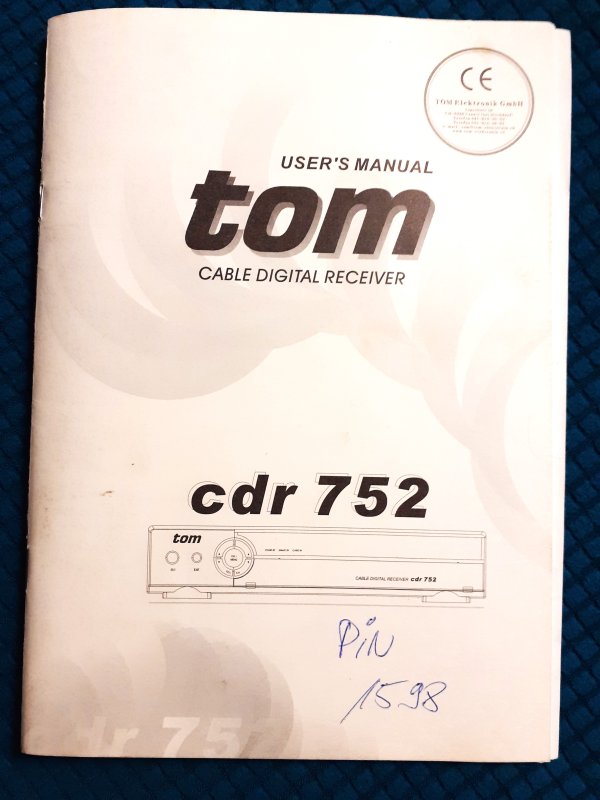 CE
TOM Elektronik GmbH
USER'S MANUAL
tom
CABLE DIGITAL RECEIVER
cdr 752
tom
CABLE DIGITAL RECEIVER cdr 752
PiN
1598
cdr 752